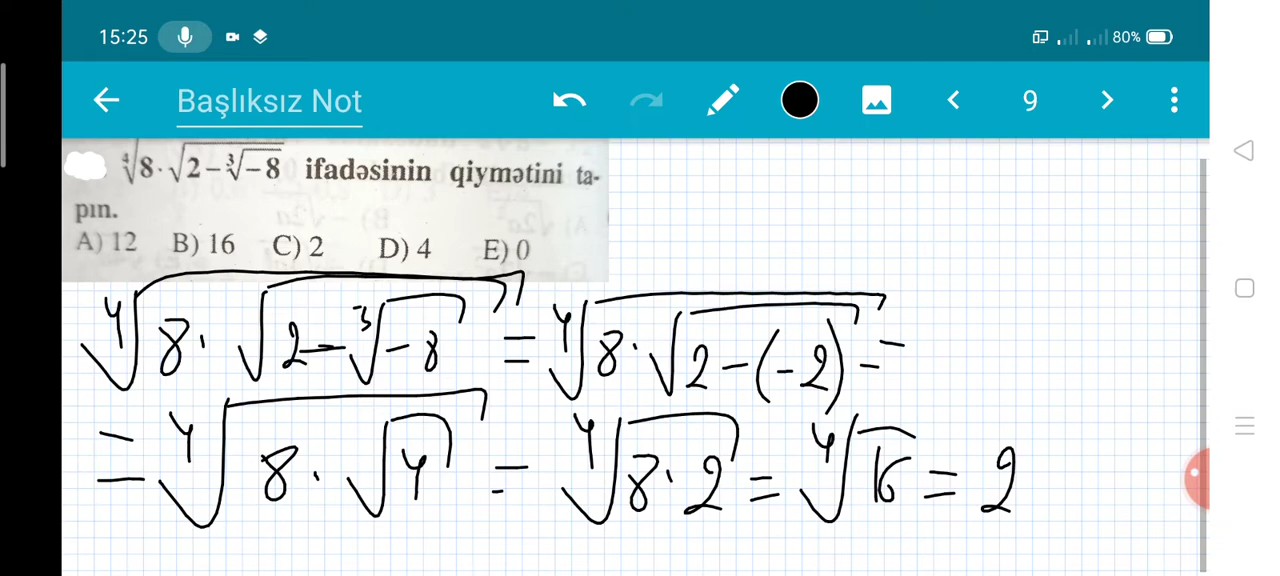 15:25 80%
Başlıksız Not 9
∜8·√2−∛−8 ifadəsinin qiymətini ta-
pın.
A) 12 B) 16 C) 2 D) 4 E) 0
∜8·√2−∛−8 = ∜8·√2−(−2) =
= ∜8·√4 = ∜8·2 = ∜16 = 2